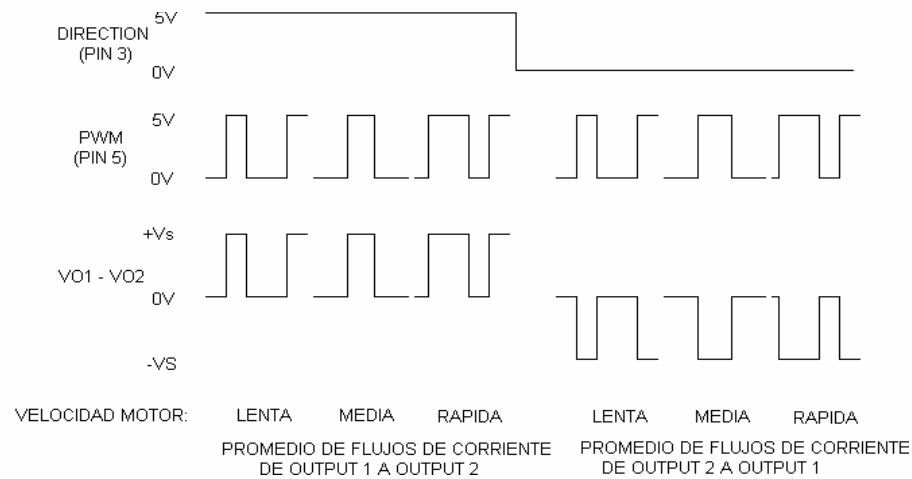 5V
DIRECTION
(PIN 3)
0V
5V
PWM
(PIN 5)
0V
+Vs
VO1 - VO2
0V
-VS
VELOCIDAD MOTOR: LENTA MEDIA RAPIDA LENTA MEDIA RAPIDA
PROMEDIO DE FLUJOS DE CORRIENTE
DE OUTPUT 1 A OUTPUT 2
PROMEDIO DE FLUJOS DE CORRIENTE
DE OUTPUT 2 A OUTPUT 1